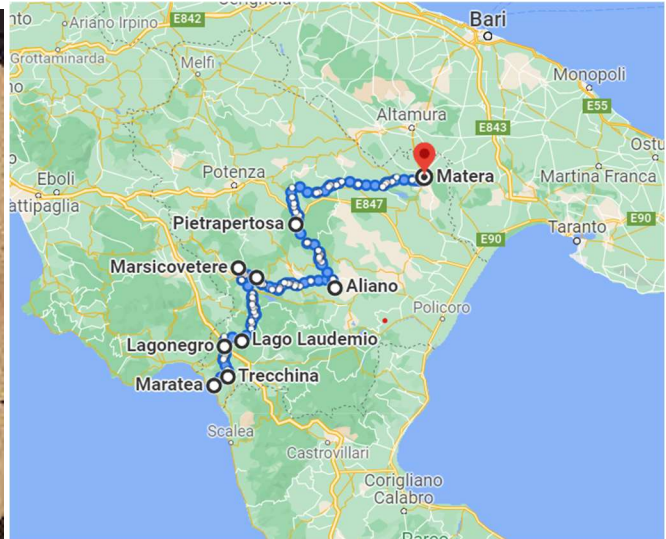 Ariano Irpino
E842
Bari
Grottaminarda
Melfi
Monopoli
E55
Altamura
E843
Ostu
Eboli
Potenza
Matera
Martina Franca
attipaglia
E847
Pietrapertosa
Taranto
E90
E90
Marsicovetere
Aliano
Policoro
Lagonegro
Lago Laudemio
Trecchina
Maratea
Scalea
Castrovillari
Corigliano
Calabro